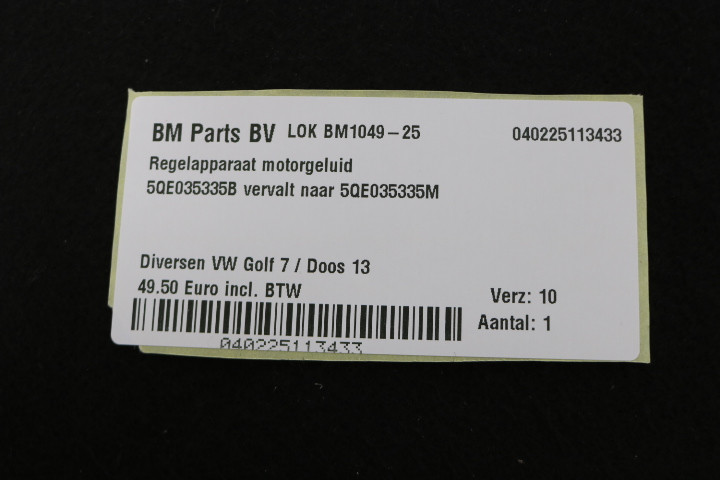 BM Parts BV LOK BM1049-25 040225113433
Regelapparaat motorgeluid
5QE035335B vervalt naar 5QE035335M
Diversen VW Golf 7 / Doos 13
49.50 Euro incl. BTW
Verz: 10
Aantal: 1
040225113433